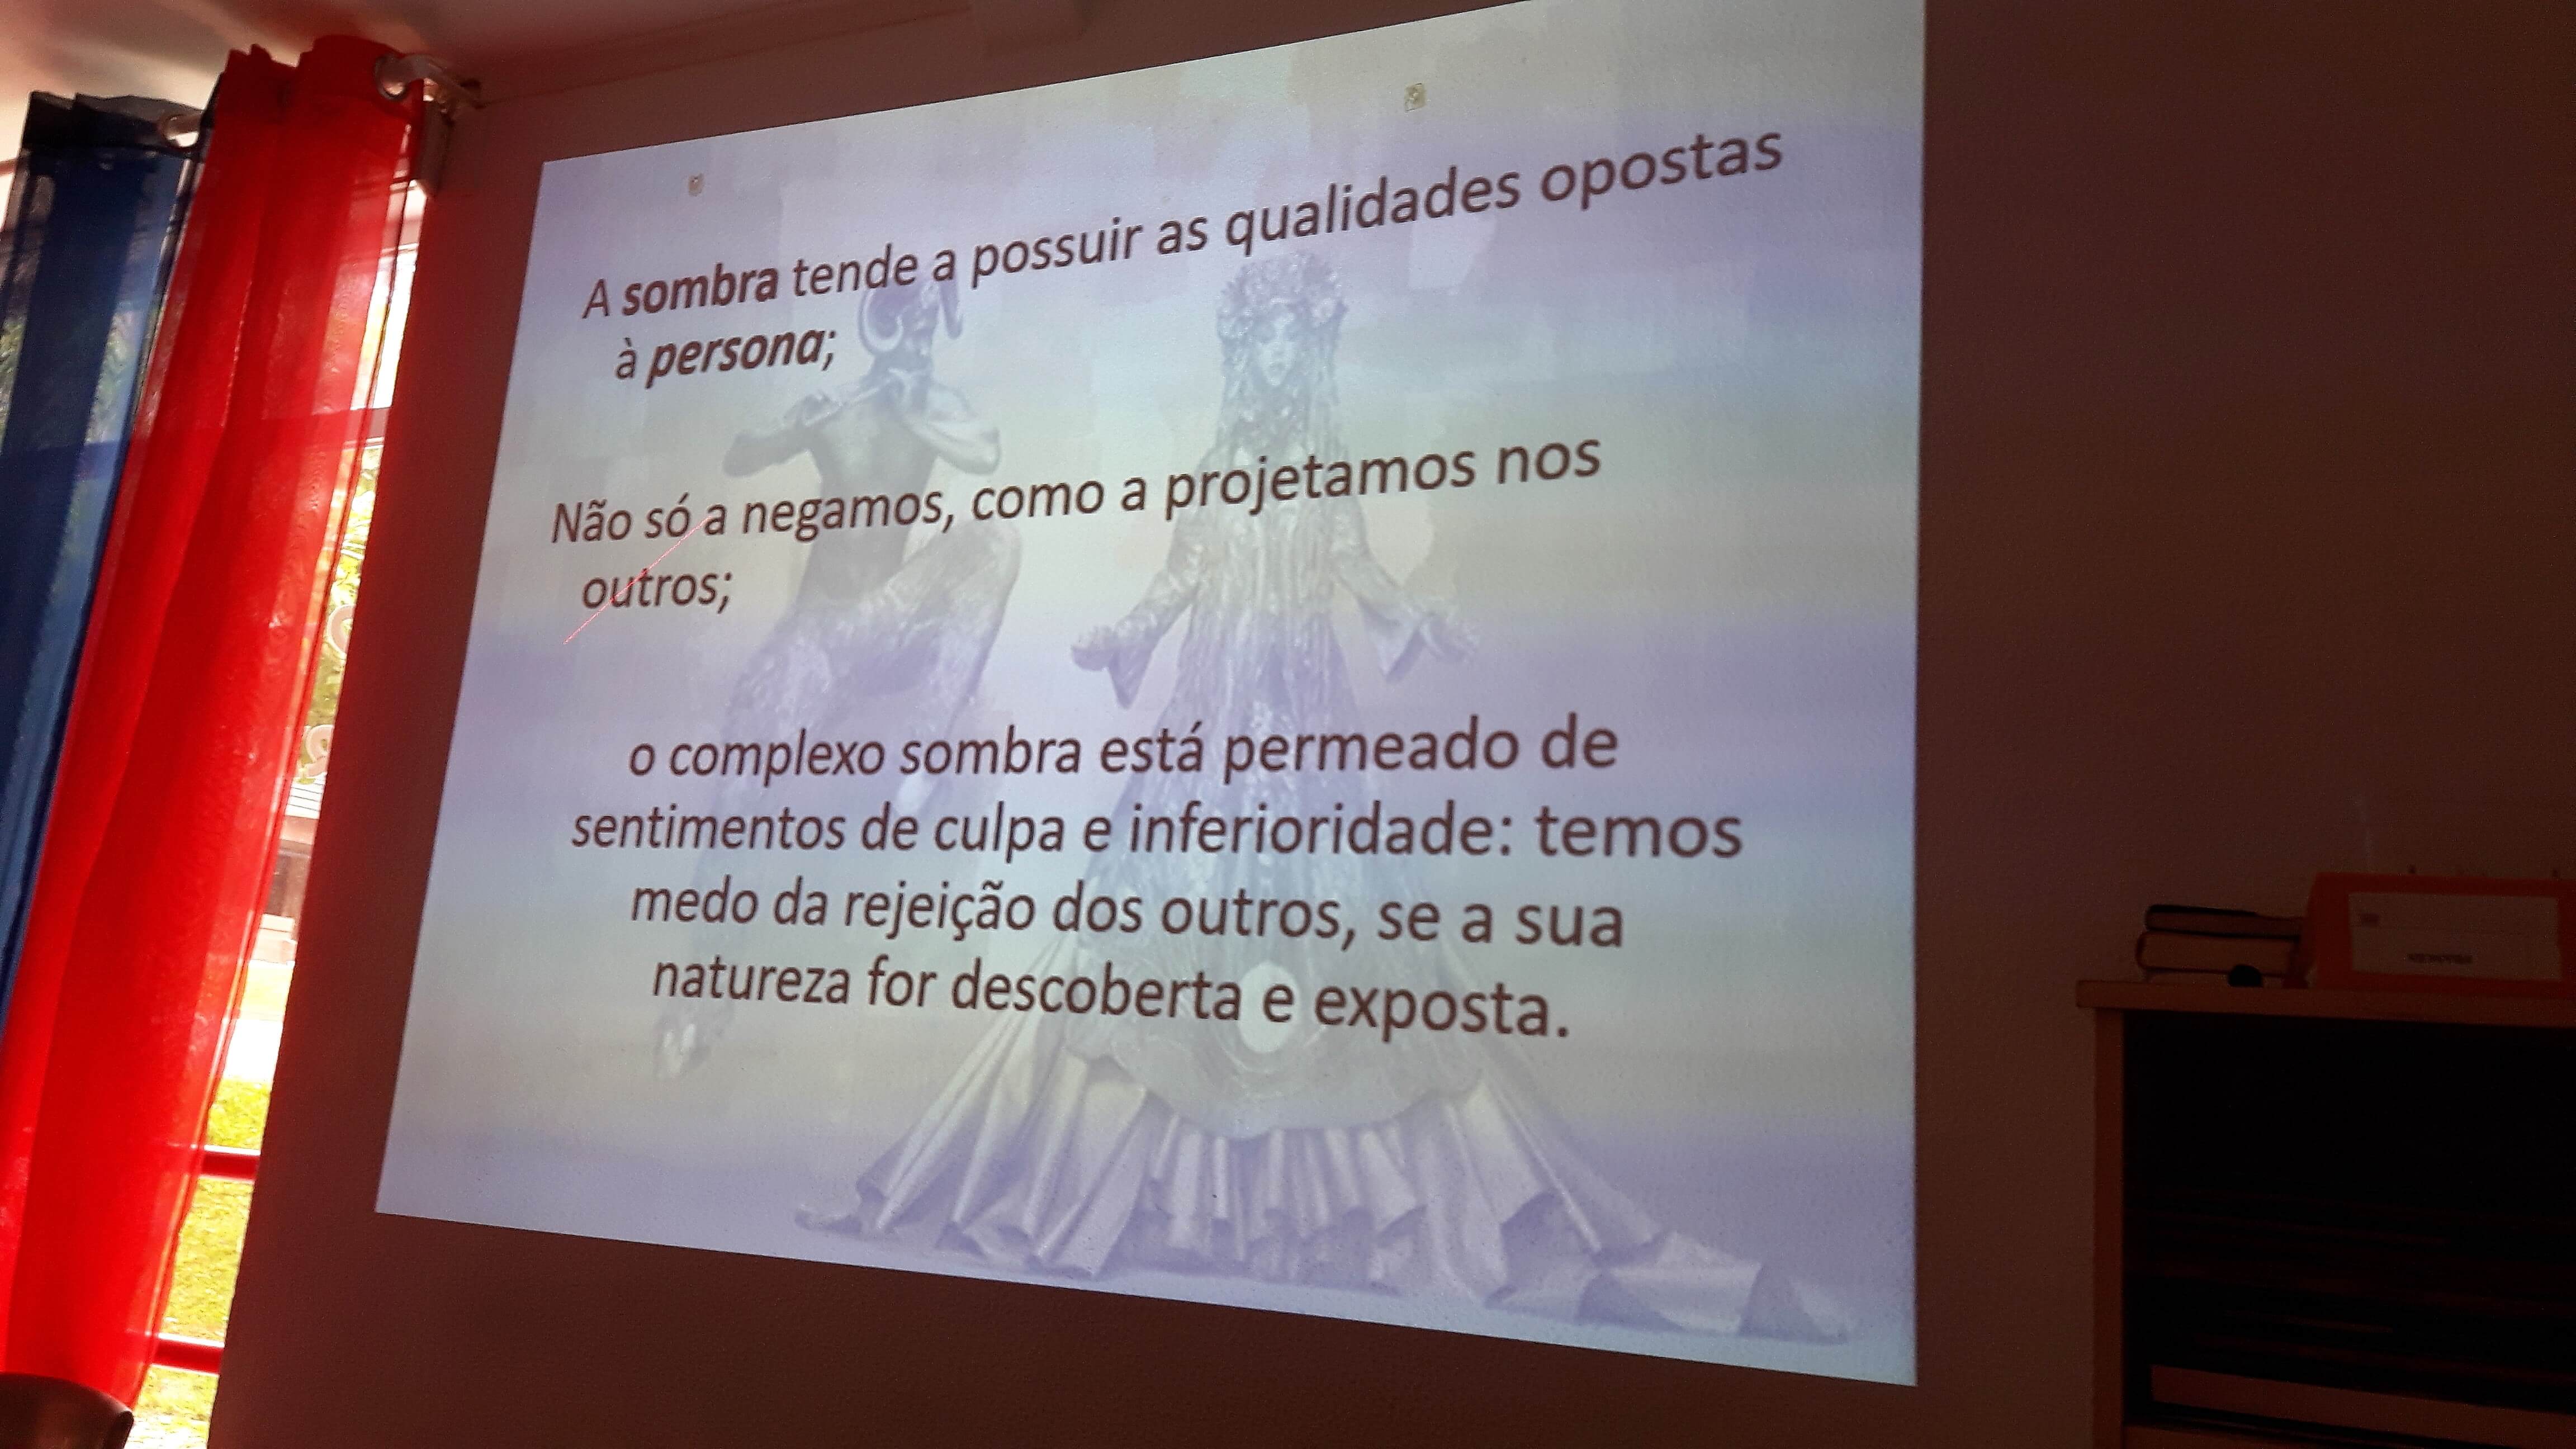 A sombra tende a possuir as qualidades opostas
à persona;
Não só a negamos, como a projetamos nos
outros;
o complexo sombra está permeado de
sentimentos de culpa e inferioridade: temos
medo da rejeição dos outros, se a sua
natureza for descoberta e exposta.